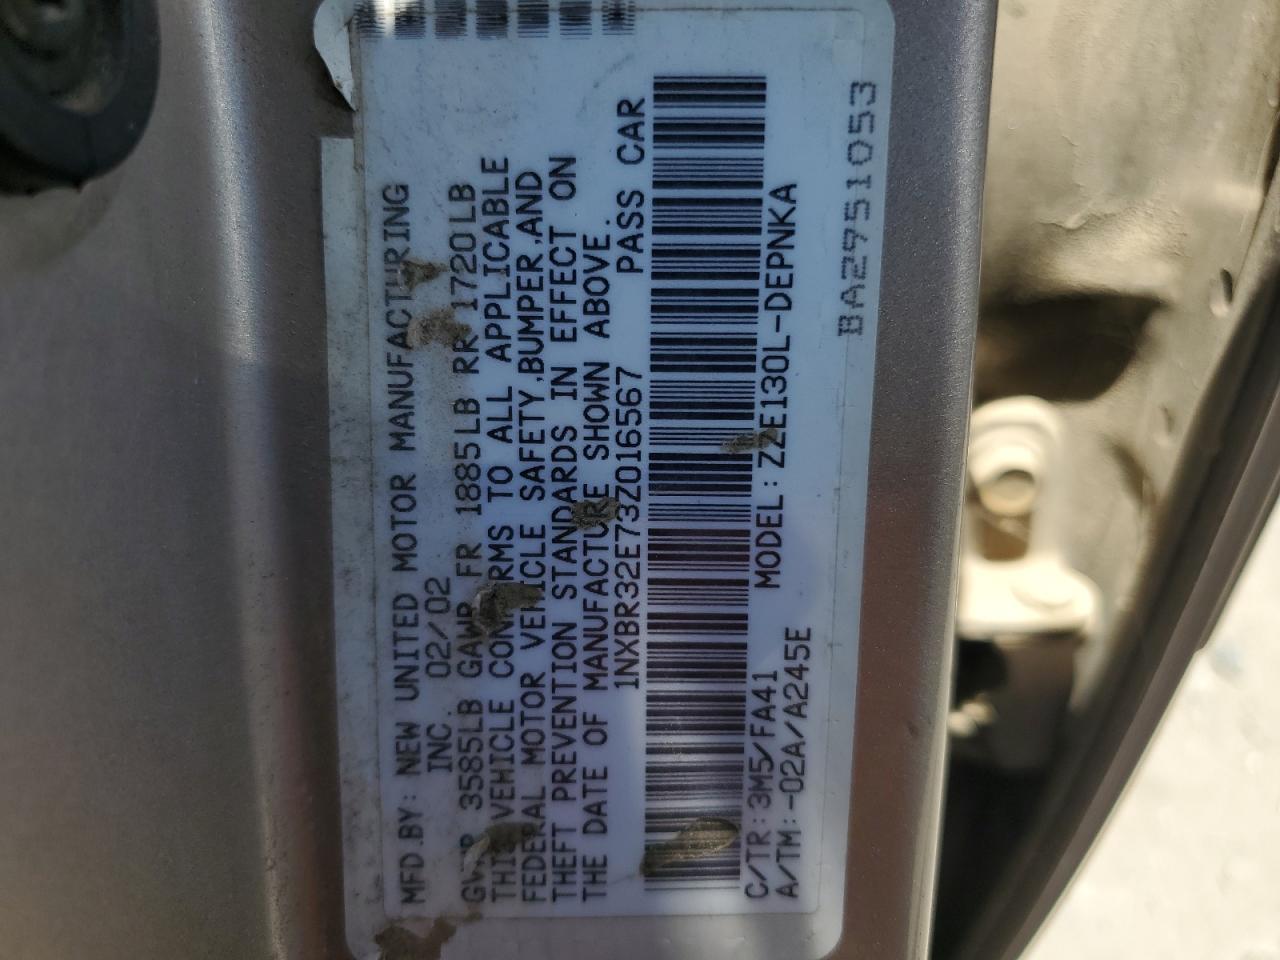 MFD.BY: NEW UNITED MOTOR MANUFACTURING
INC. 02/02
GVWR 3585LB GAWR FR 1885LB RR 1720LB
THIS VEHICLE CONFORMS TO ALL APPLICABLE
FEDERAL MOTOR VEHICLE SAFETY,BUMPER,AND
THEFT PREVENTION STANDARDS IN EFFECT ON
THE DATE OF MANUFACTURE SHOWN ABOVE.
1NXBR32E73Z016567 PASS CAR
MODEL: ZZE130L-DEPNKA
C/TR:3M5/FA41
A/TM:-02A/A245E
BA2951053